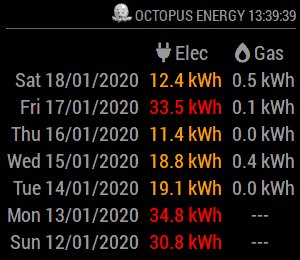 OCTOPUS ENERGY 13:39:39
Elec Gas
Sat 18/01/2020 12.4 kWh 0.5 kWh
Fri 17/01/2020 33.5 kWh 0.1 kWh
Thu 16/01/2020 11.4 kWh 0.0 kWh
Wed 15/01/2020 18.8 kWh 0.4 kWh
Tue 14/01/2020 19.1 kWh 0.0 kWh
Mon 13/01/2020 34.8 kWh ---
Sun 12/01/2020 30.8 kWh ---